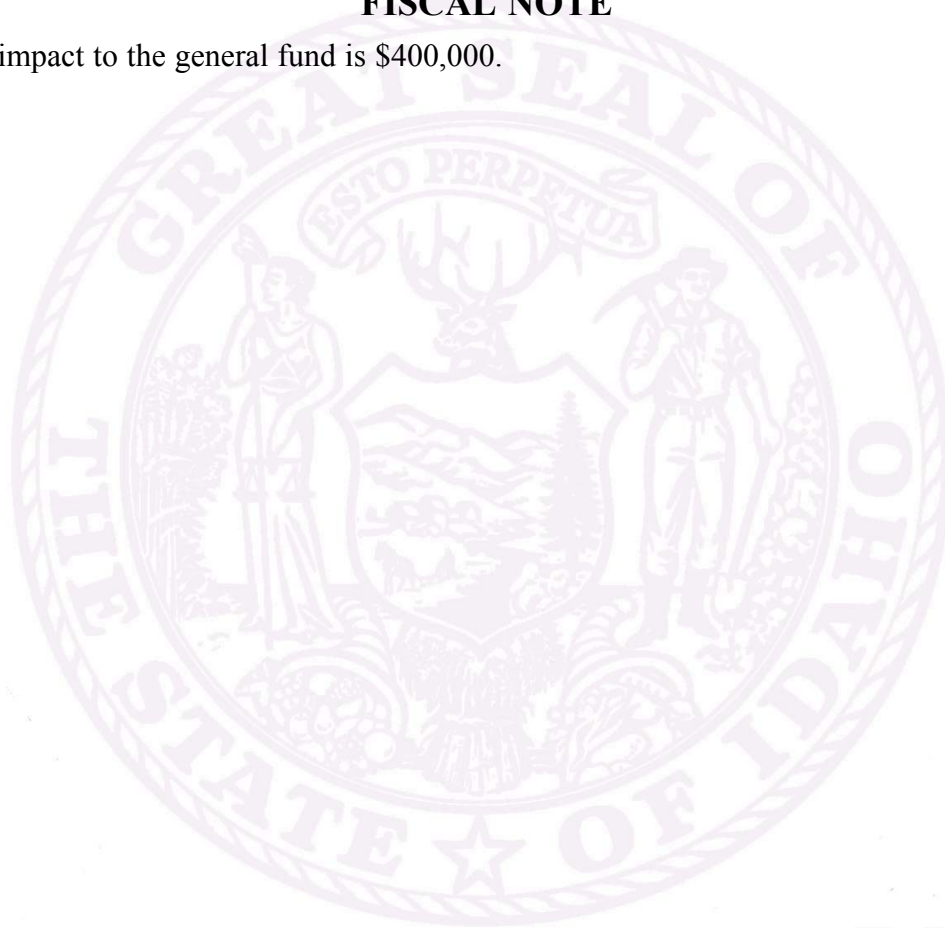 FISCAL NOTE
impact to the general fund is $400,000.
GREAT SEAL OF
ESTO PERPETUA
THE STATE ★ OF IDAHO